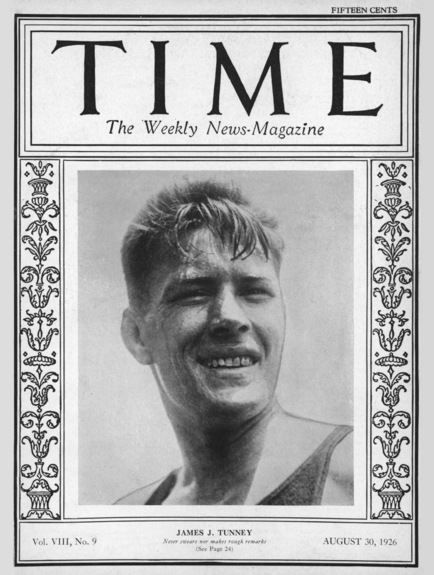 FIFTEEN CENTS
TIME
The Weekly News-Magazine
Vol. VIII, No. 9
JAMES J. TUNNEY
Never swears nor makes rough remarks
(See Page 24)
AUGUST 30, 1926